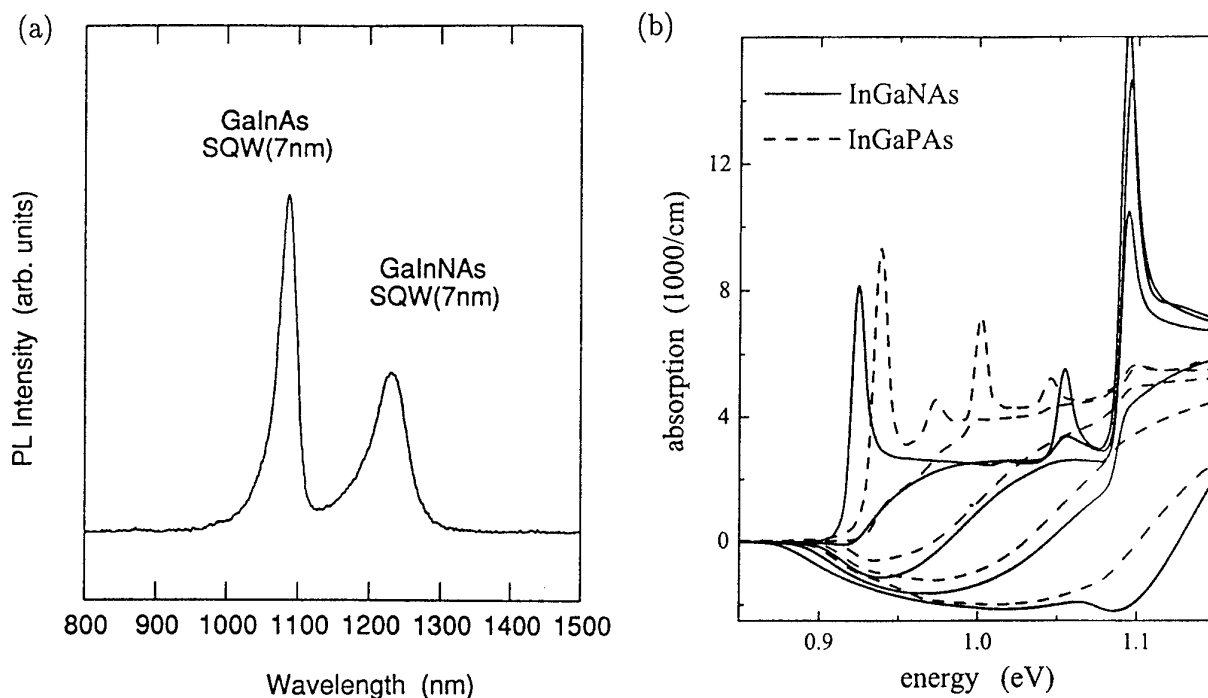 (a)
GaInAs
SQW(7nm)
GaInNAs
SQW(7nm)
PL Intensity (arb. units)
800 900 1000 1100 1200 1300 1400 1500
Wavelength (nm)
(b)
InGaNAs
InGaPAs
absorption (1000/cm)
12
8
4
0
0.9 1.0 1.1
energy (eV)